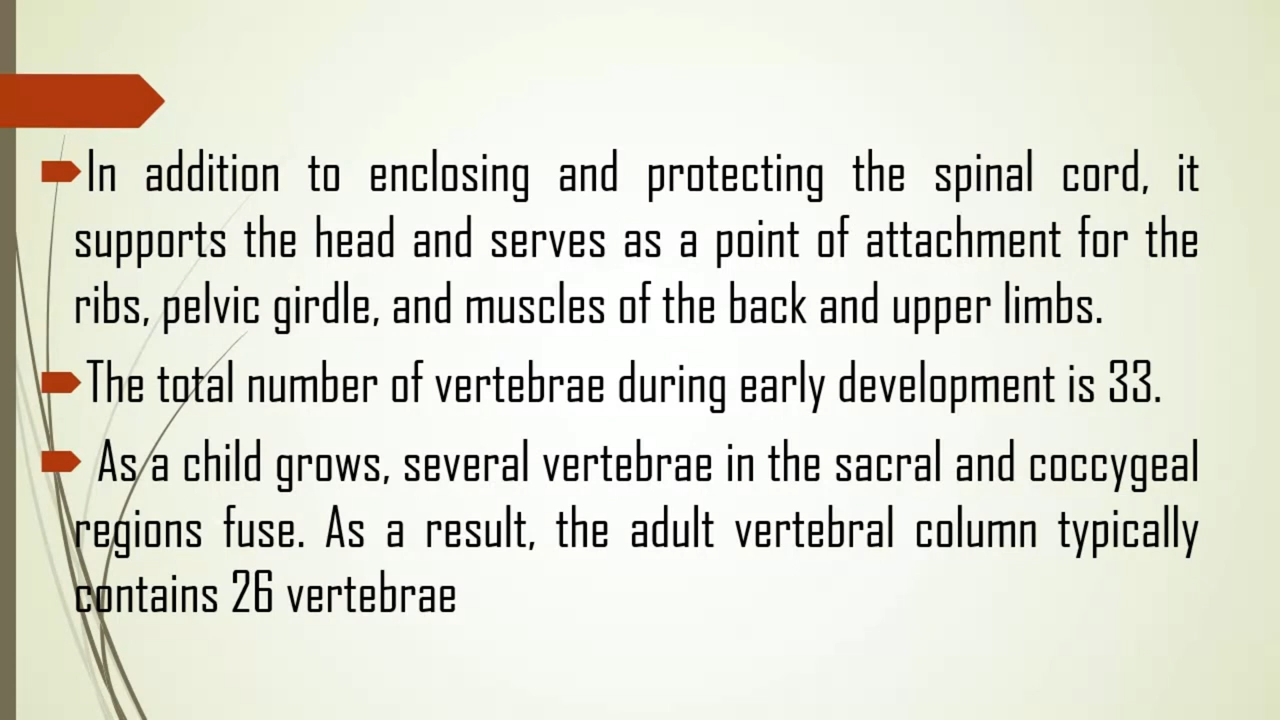 In addition to enclosing and protecting the spinal cord, it
supports the head and serves as a point of attachment for the
ribs, pelvic girdle, and muscles of the back and upper limbs.
The total number of vertebrae during early development is 33.
As a child grows, several vertebrae in the sacral and coccygeal
regions fuse. As a result, the adult vertebral column typically
contains 26 vertebrae